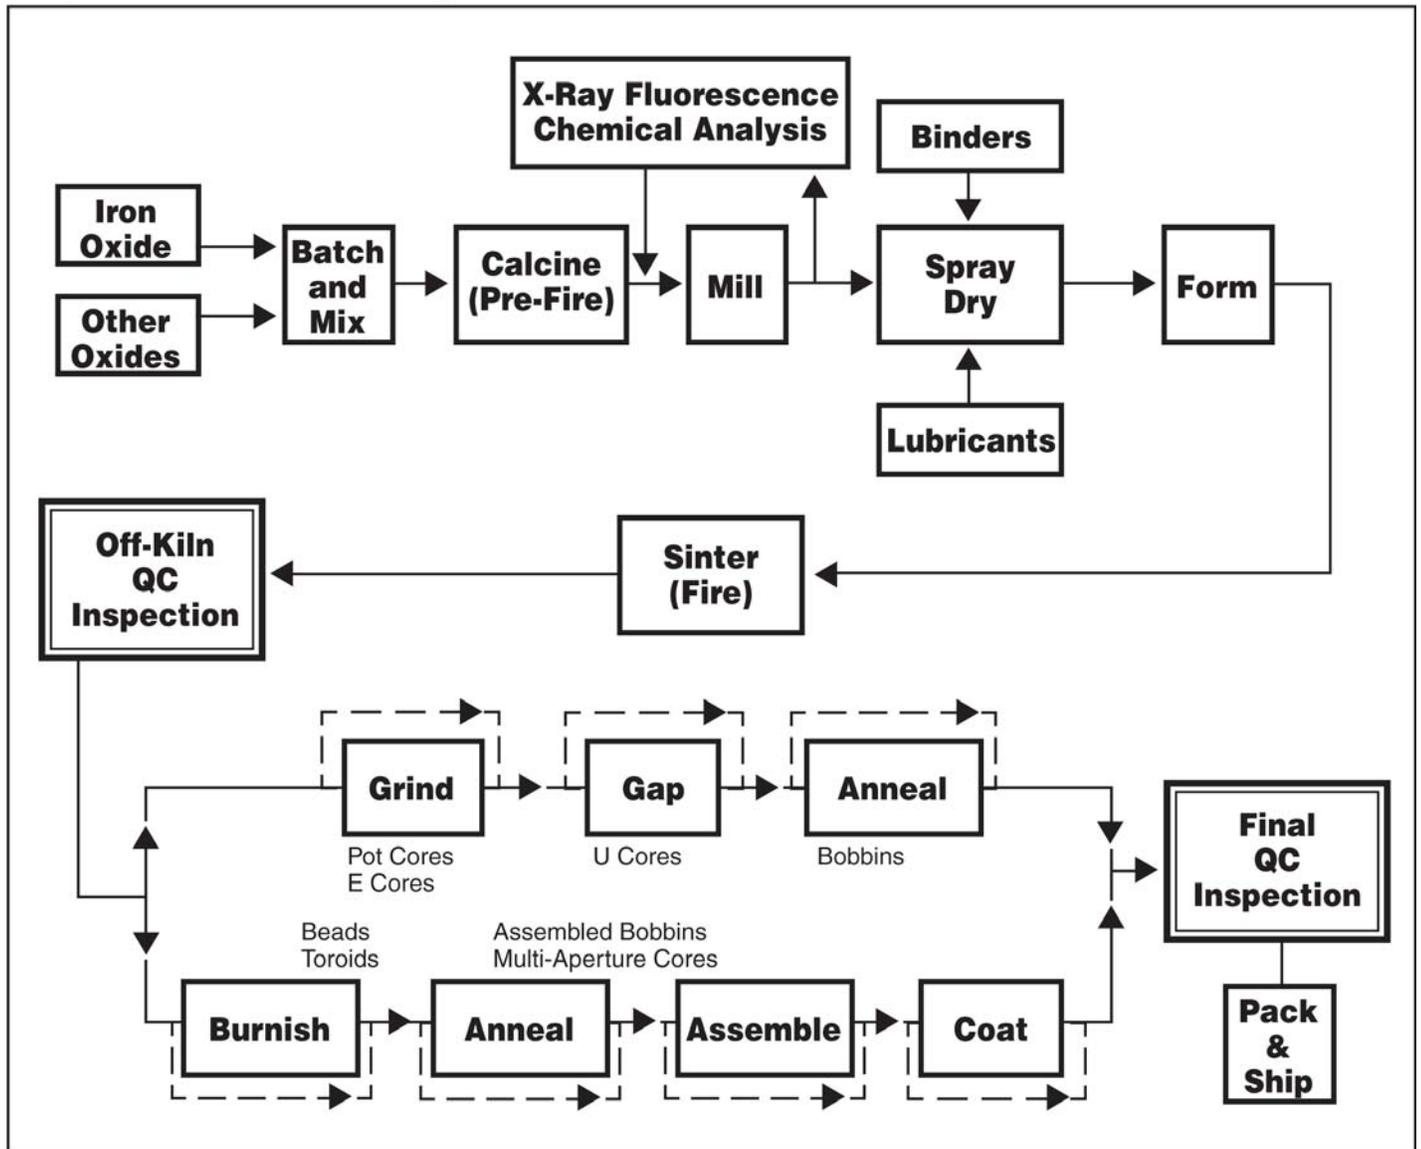 X-Ray Fluorescence
Chemical Analysis
Binders
Iron
Oxide
Other
Oxides
Batch
and
Mix
Calcine
(Pre-Fire)
Mill
Spray
Dry
Form
Lubricants
Off-Kiln
QC
Inspection
Sinter
(Fire)
Grind
Gap
Anneal
Pot Cores
E Cores
U Cores
Bobbins
Final
QC
Inspection
Beads
Toroids
Assembled Bobbins
Multi-Aperture Cores
Burnish
Anneal
Assemble
Coat
Pack
&
Ship